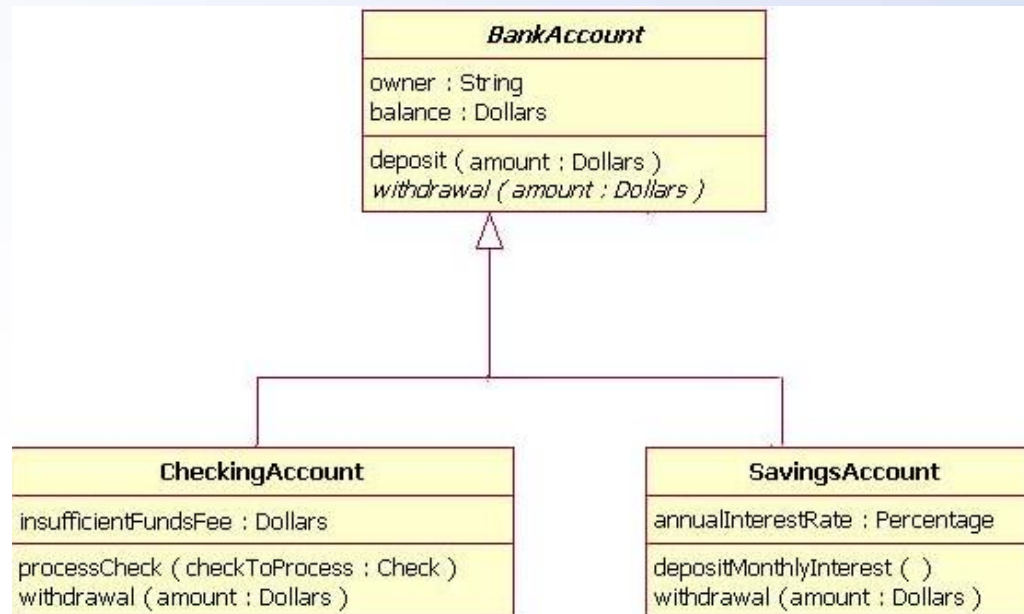 BankAccount
owner : String
balance : Dollars
deposit ( amount : Dollars )
withdrawal ( amount : Dollars )
CheckingAccount
insufficientFundsFee : Dollars
processCheck ( checkToProcess : Check )
withdrawal ( amount : Dollars )
SavingsAccount
annualInterestRate : Percentage
depositMonthlyInterest ( )
withdrawal ( amount : Dollars )